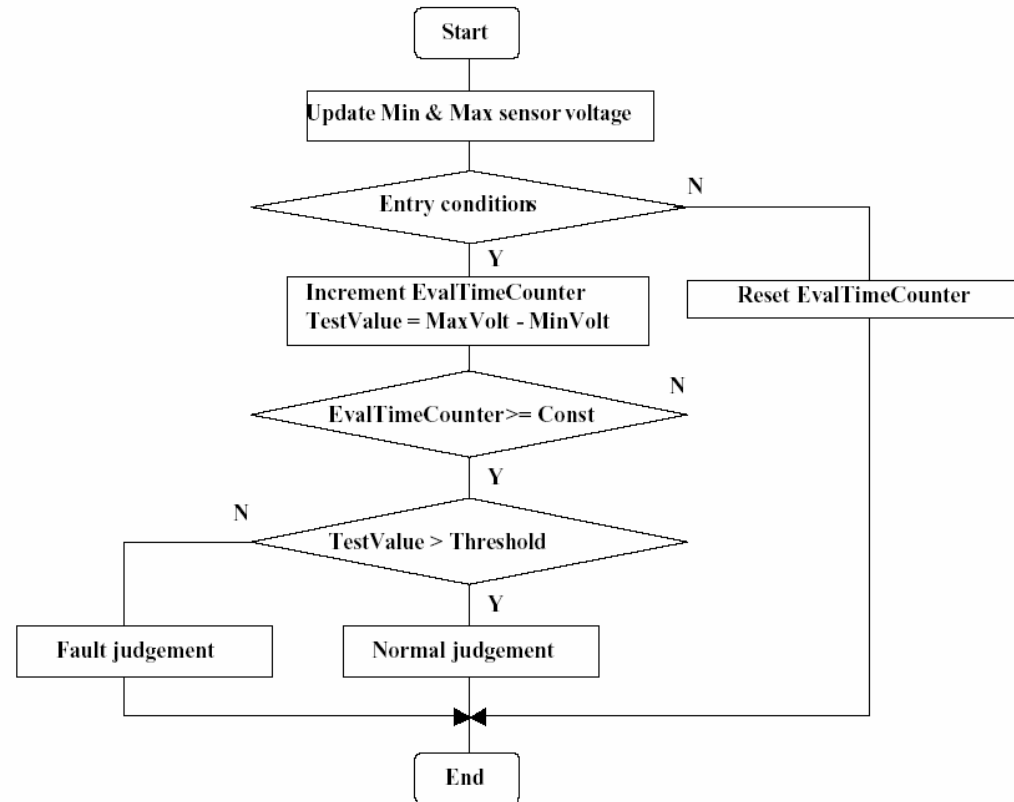 Start
Update Min & Max sensor voltage
Entry conditions
N
Y
Increment EvalTimeCounter
TestValue = MaxVolt - MinVolt
Reset EvalTimeCounter
N
EvalTimeCounter>= Const
Y
N
TestValue > Threshold
Y
Fault judgement
Normal judgement
End